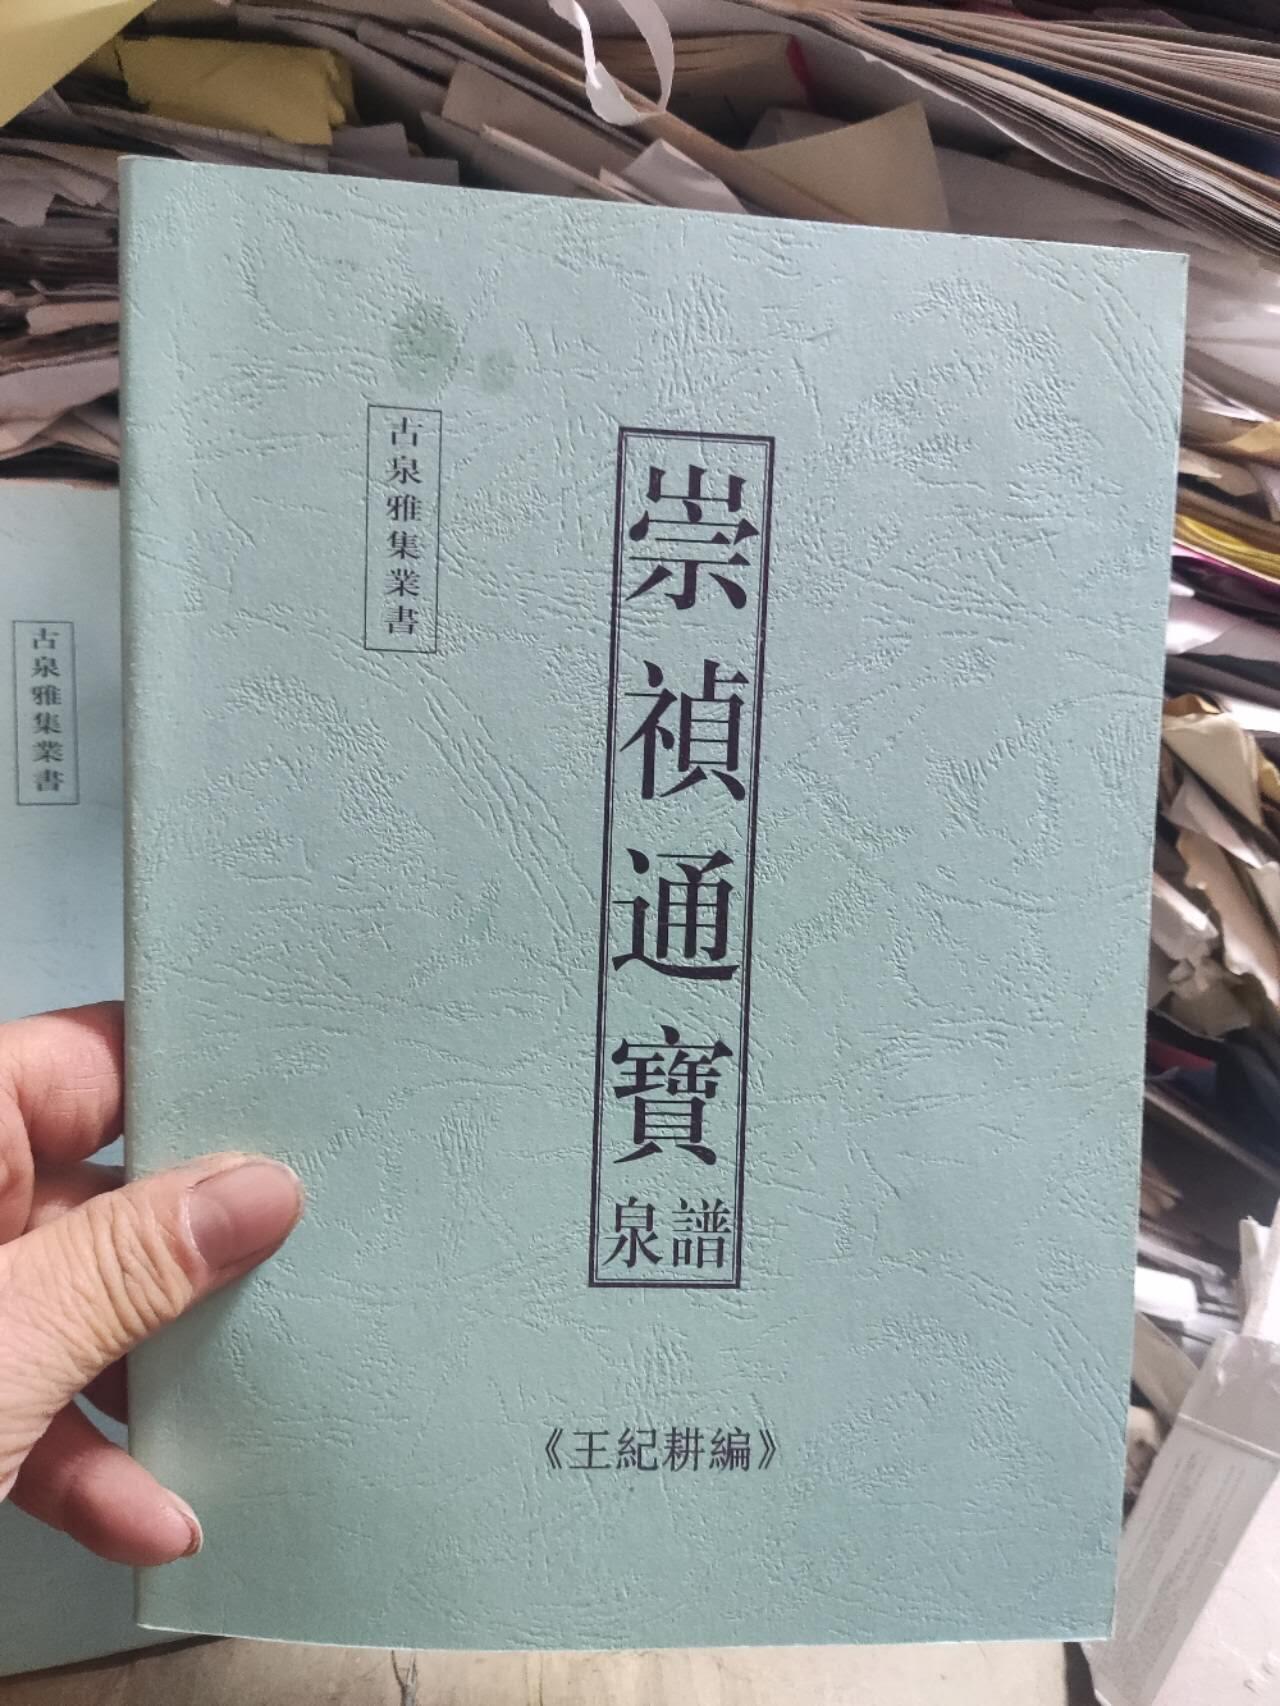 古泉雅集業書
崇禎通寶
泉譜
《王紀耕編》
古泉雅集業書